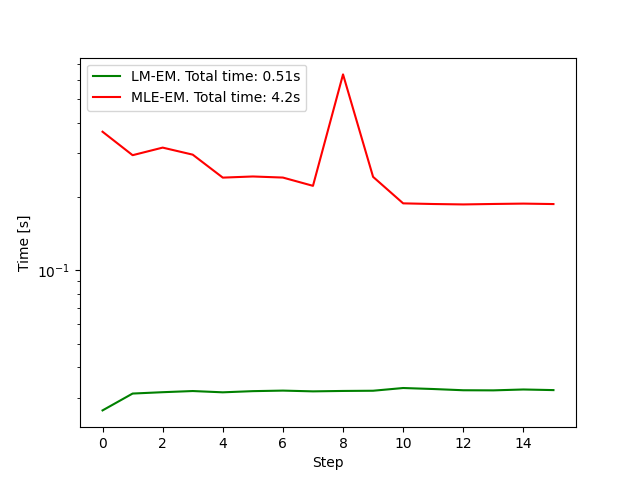 LM-EM. Total time: 0.51s
MLE-EM. Total time: 4.2s
Time [s]
10⁻¹
0 2 4 6 8 10 12 14
Step